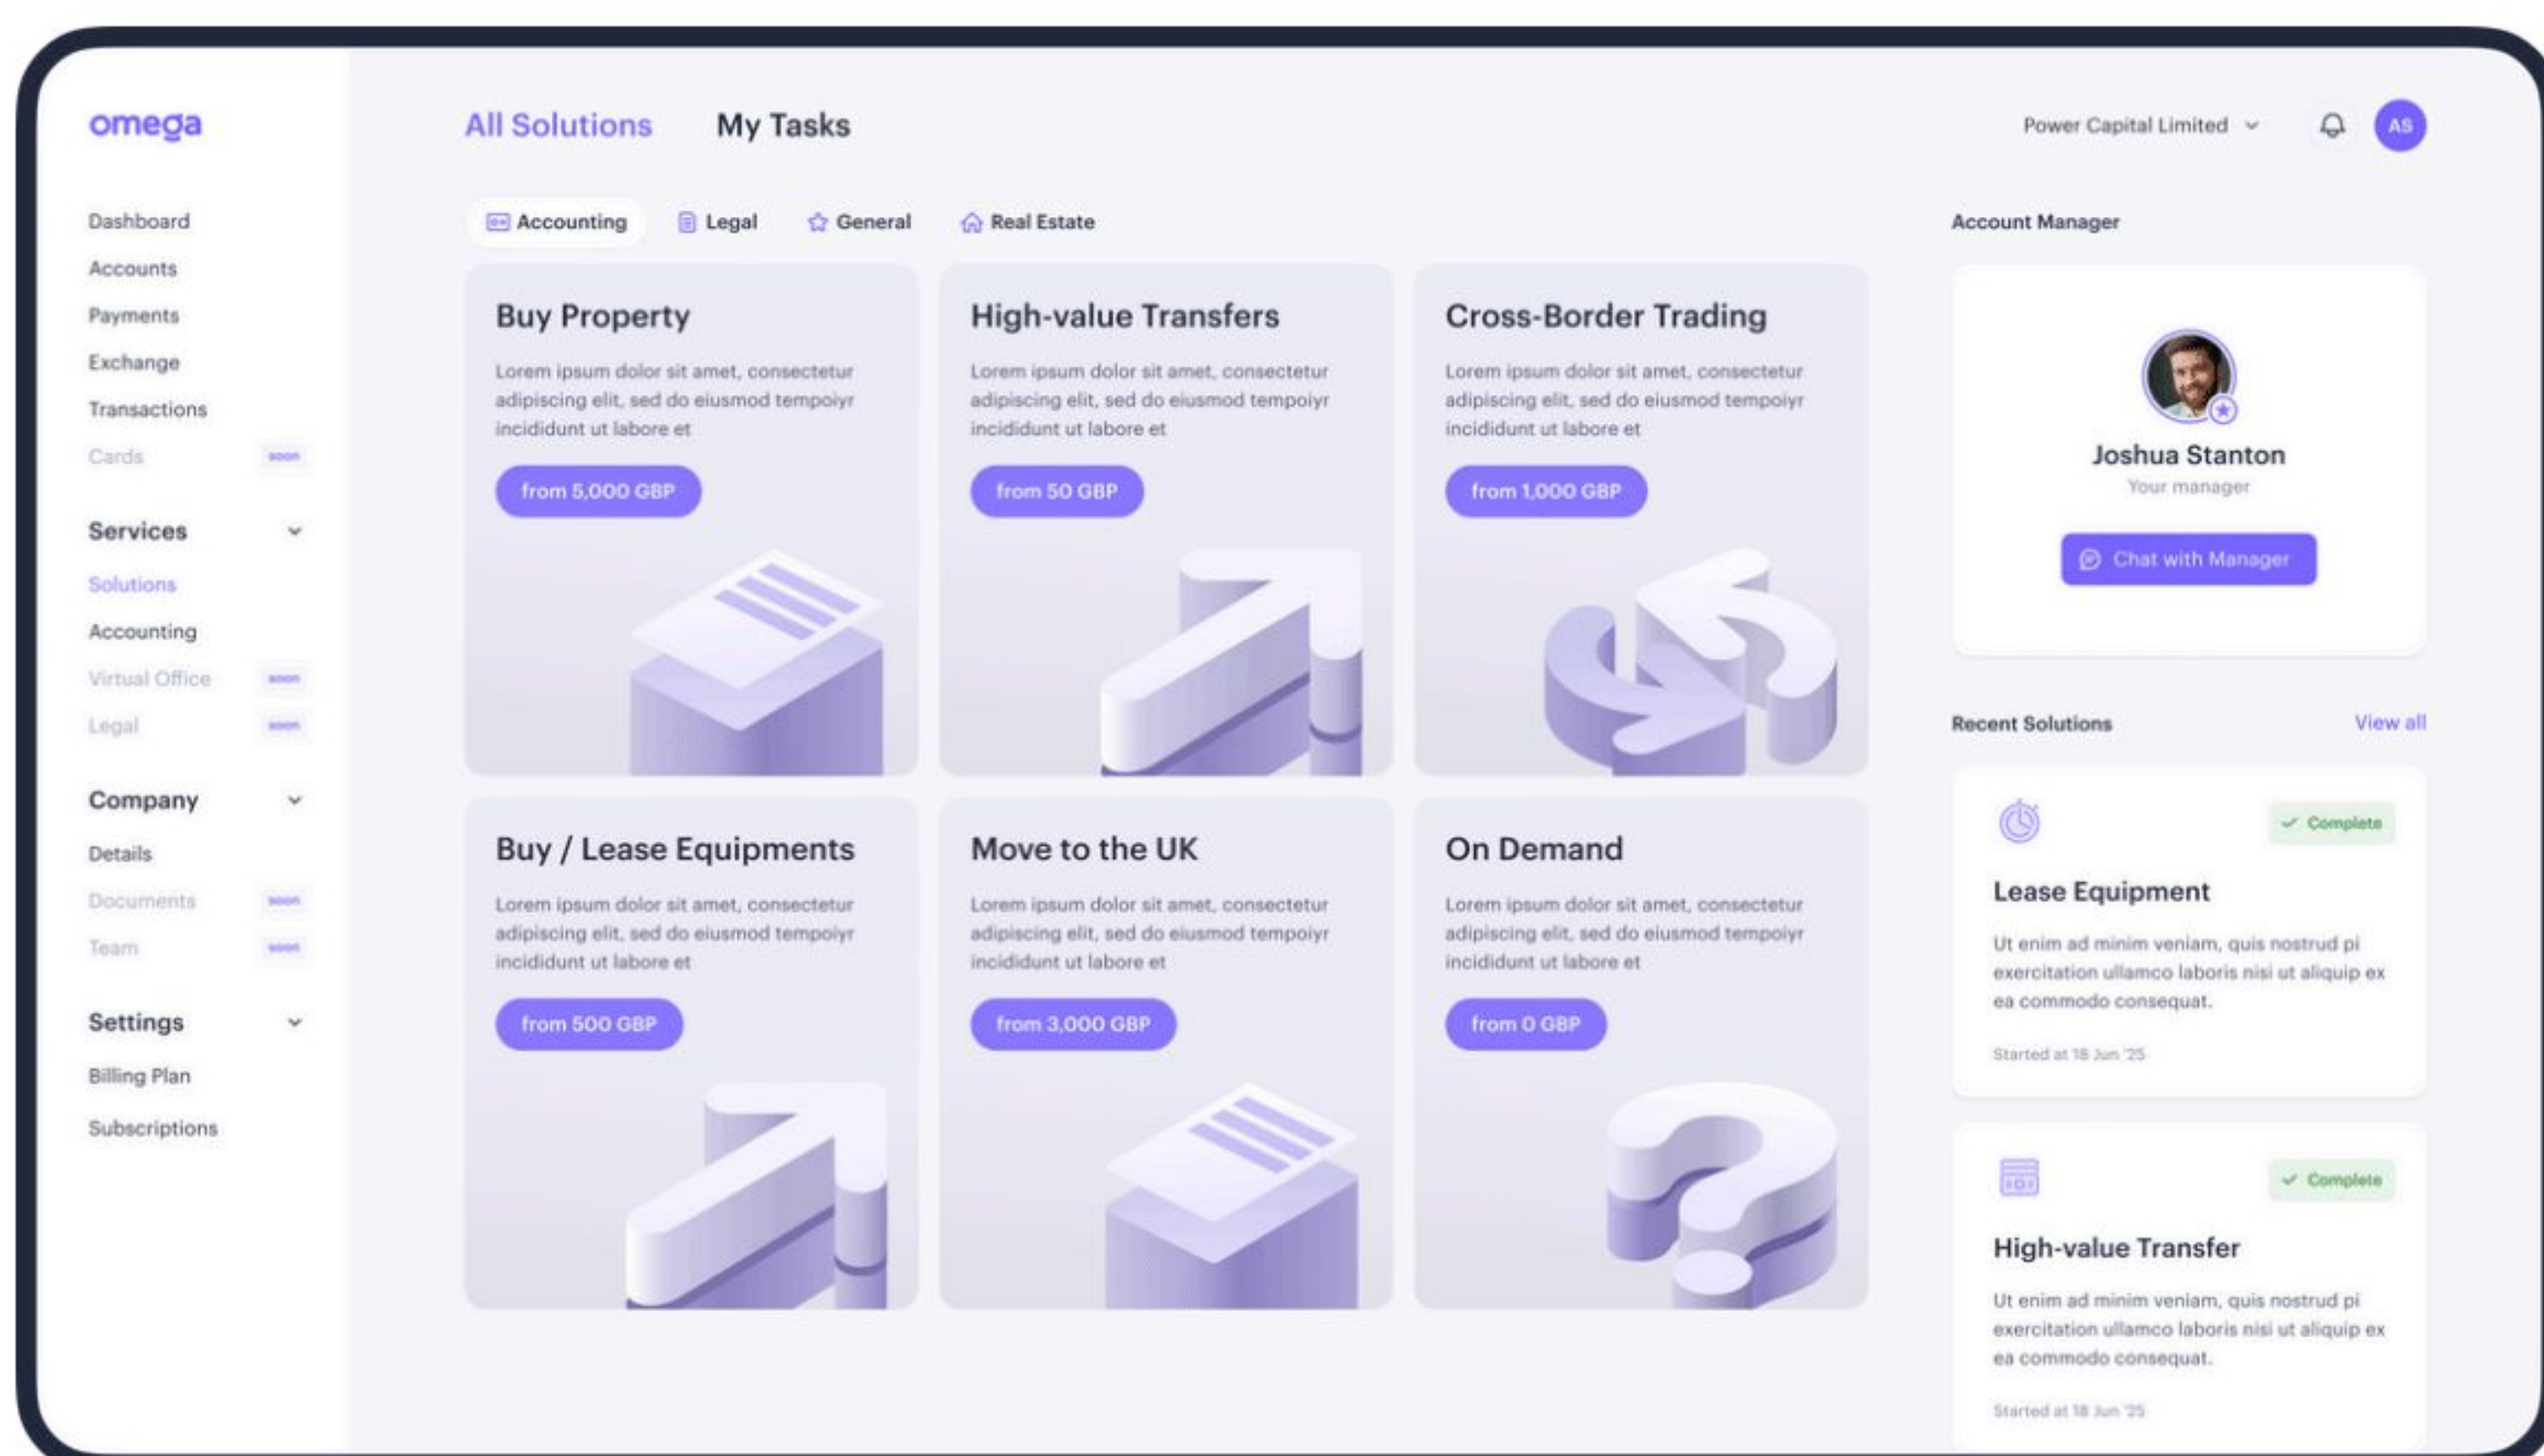 omega
Dashboard
Accounts
Payments
Exchange
Transactions
Cards soon
Services
Solutions
Accounting
Virtual Office soon
Legal soon
Company
Details
Documents soon
Team soon
Settings
Billing Plan
Subscriptions
All Solutions My Tasks
Power Capital Limited AS
Accounting Legal General Real Estate
Buy Property
Lorem ipsum dolor sit amet, consectetur
adipiscing elit, sed do eiusmod tempoiyr
incididunt ut labore et
from 5,000 GBP
High-value Transfers
Lorem ipsum dolor sit amet, consectetur
adipiscing elit, sed do eiusmod tempoiyr
incididunt ut labore et
from 50 GBP
Cross-Border Trading
Lorem ipsum dolor sit amet, consectetur
adipiscing elit, sed do eiusmod tempoiyr
incididunt ut labore et
from 1,000 GBP
Buy / Lease Equipments
Lorem ipsum dolor sit amet, consectetur
adipiscing elit, sed do eiusmod tempoiyr
incididunt ut labore et
from 500 GBP
Move to the UK
Lorem ipsum dolor sit amet, consectetur
adipiscing elit, sed do eiusmod tempoiyr
incididunt ut labore et
from 3,000 GBP
On Demand
Lorem ipsum dolor sit amet, consectetur
adipiscing elit, sed do eiusmod tempoiyr
incididunt ut labore et
from 0 GBP
Account Manager
Joshua Stanton
Your manager
Chat with Manager
Recent Solutions View all
Complete
Lease Equipment
Ut enim ad minim veniam, quis nostrud pi
exercitation ullamco laboris nisi ut aliquip ex
ea commodo consequat.
Started at 18 Jun '25
Complete
High-value Transfer
Ut enim ad minim veniam, quis nostrud pi
exercitation ullamco laboris nisi ut aliquip ex
ea commodo consequat.
Started at 18 Jun '25